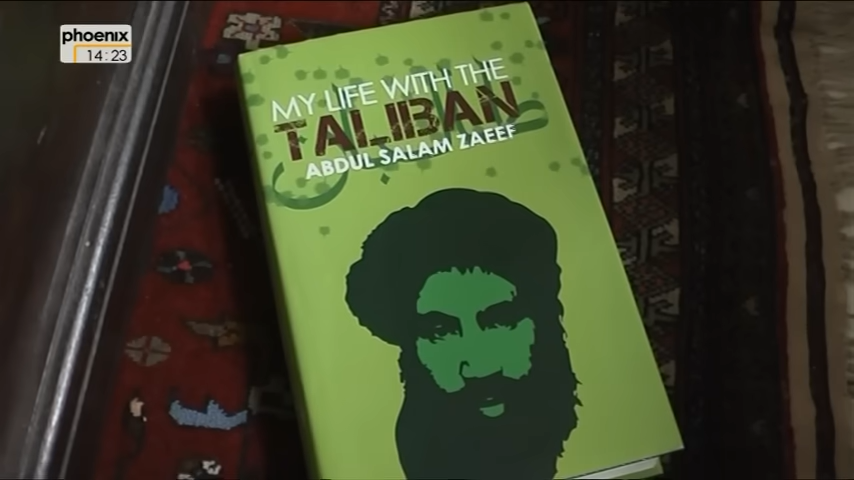 phoenix
14:23
MY LIFE WITH THE
TALIBAN
ABDUL SALAM ZAEEF